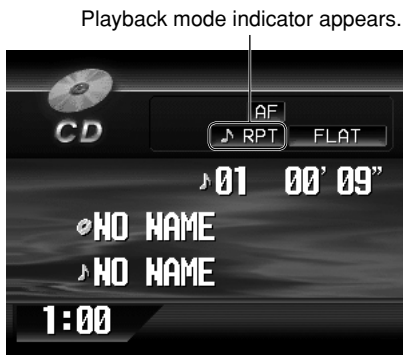 Playback mode indicator appears.
AF
CD
♪ RPT FLAT
♪01 00’09”
NO NAME
♪NO NAME
1:00